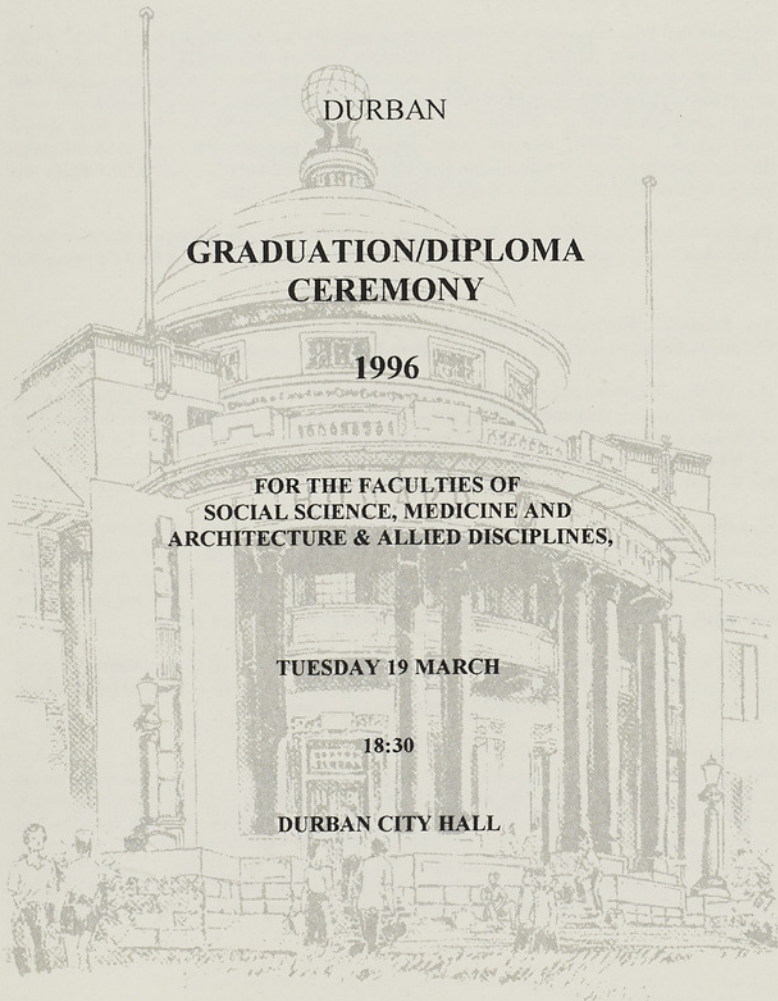 DURBAN
GRADUATION/DIPLOMA
CEREMONY
1996
FOR THE FACULTIES OF
SOCIAL SCIENCE, MEDICINE AND
ARCHITECTURE & ALLIED DISCIPLINES,
TUESDAY 19 MARCH
18:30
DURBAN CITY HALL